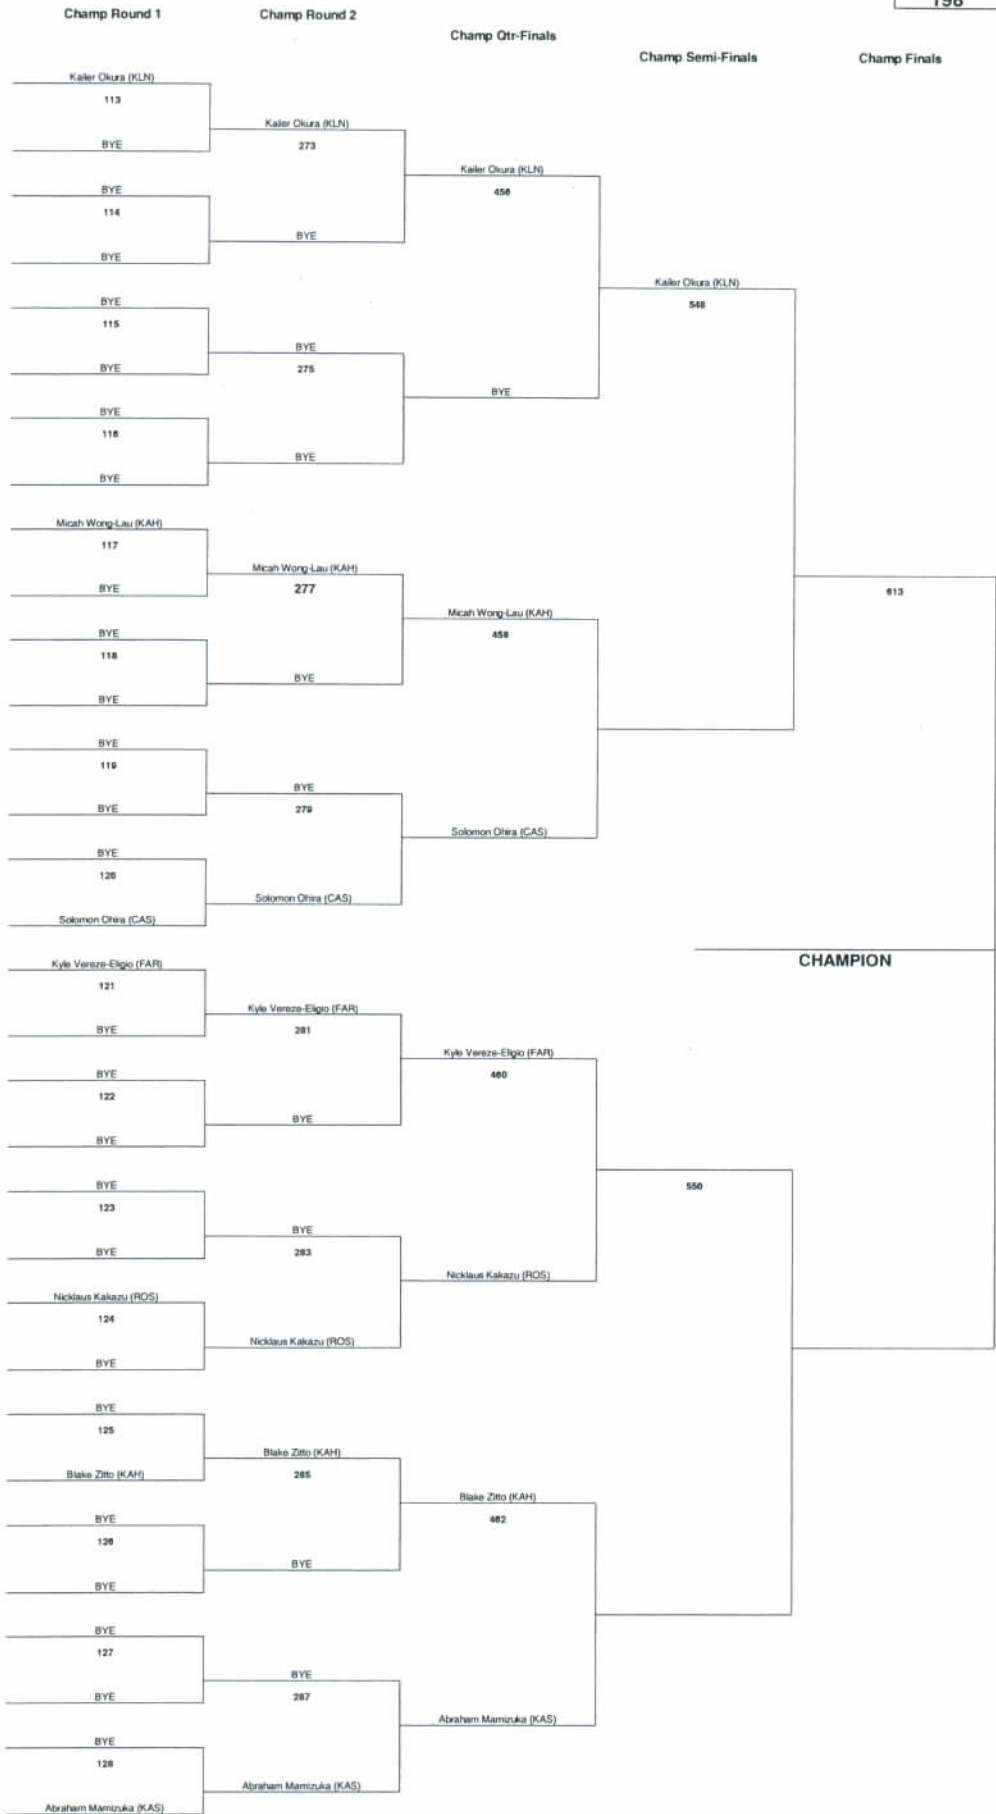 198
Champ Round 1
Champ Round 2
Champ Qtr-Finals
Champ Semi-Finals
Champ Finals
Kailer Okura (KLN)
113
BYE
BYE
114
BYE
BYE
115
BYE
BYE
116
BYE
Micah Wong-Lau (KAH)
117
BYE
BYE
118
BYE
BYE
119
BYE
BYE
120
Solomon Ohira (CAS)
Kyle Vereze-Eligio (FAR)
121
BYE
BYE
122
BYE
BYE
123
BYE
Nicklaus Kakazu (ROS)
124
BYE
BYE
125
Blake Zitto (KAH)
BYE
126
BYE
BYE
127
BYE
BYE
128
Abraham Mamizuka (KAS)
Kailer Okura (KLN)
273
BYE
BYE
275
BYE
Micah Wong-Lau (KAH)
277
BYE
BYE
279
Solomon Ohira (CAS)
Kyle Vereze-Eligio (FAR)
281
BYE
BYE
283
Nicklaus Kakazu (ROS)
Blake Zitto (KAH)
285
BYE
BYE
287
Abraham Mamizuka (KAS)
Kailer Okura (KLN)
456
BYE
Micah Wong-Lau (KAH)
458
Solomon Ohira (CAS)
Kyle Vereze-Eligio (FAR)
460
Nicklaus Kakazu (ROS)
Blake Zitto (KAH)
462
Abraham Mamizuka (KAS)
Kailer Okura (KLN)
548
550
613
CHAMPION